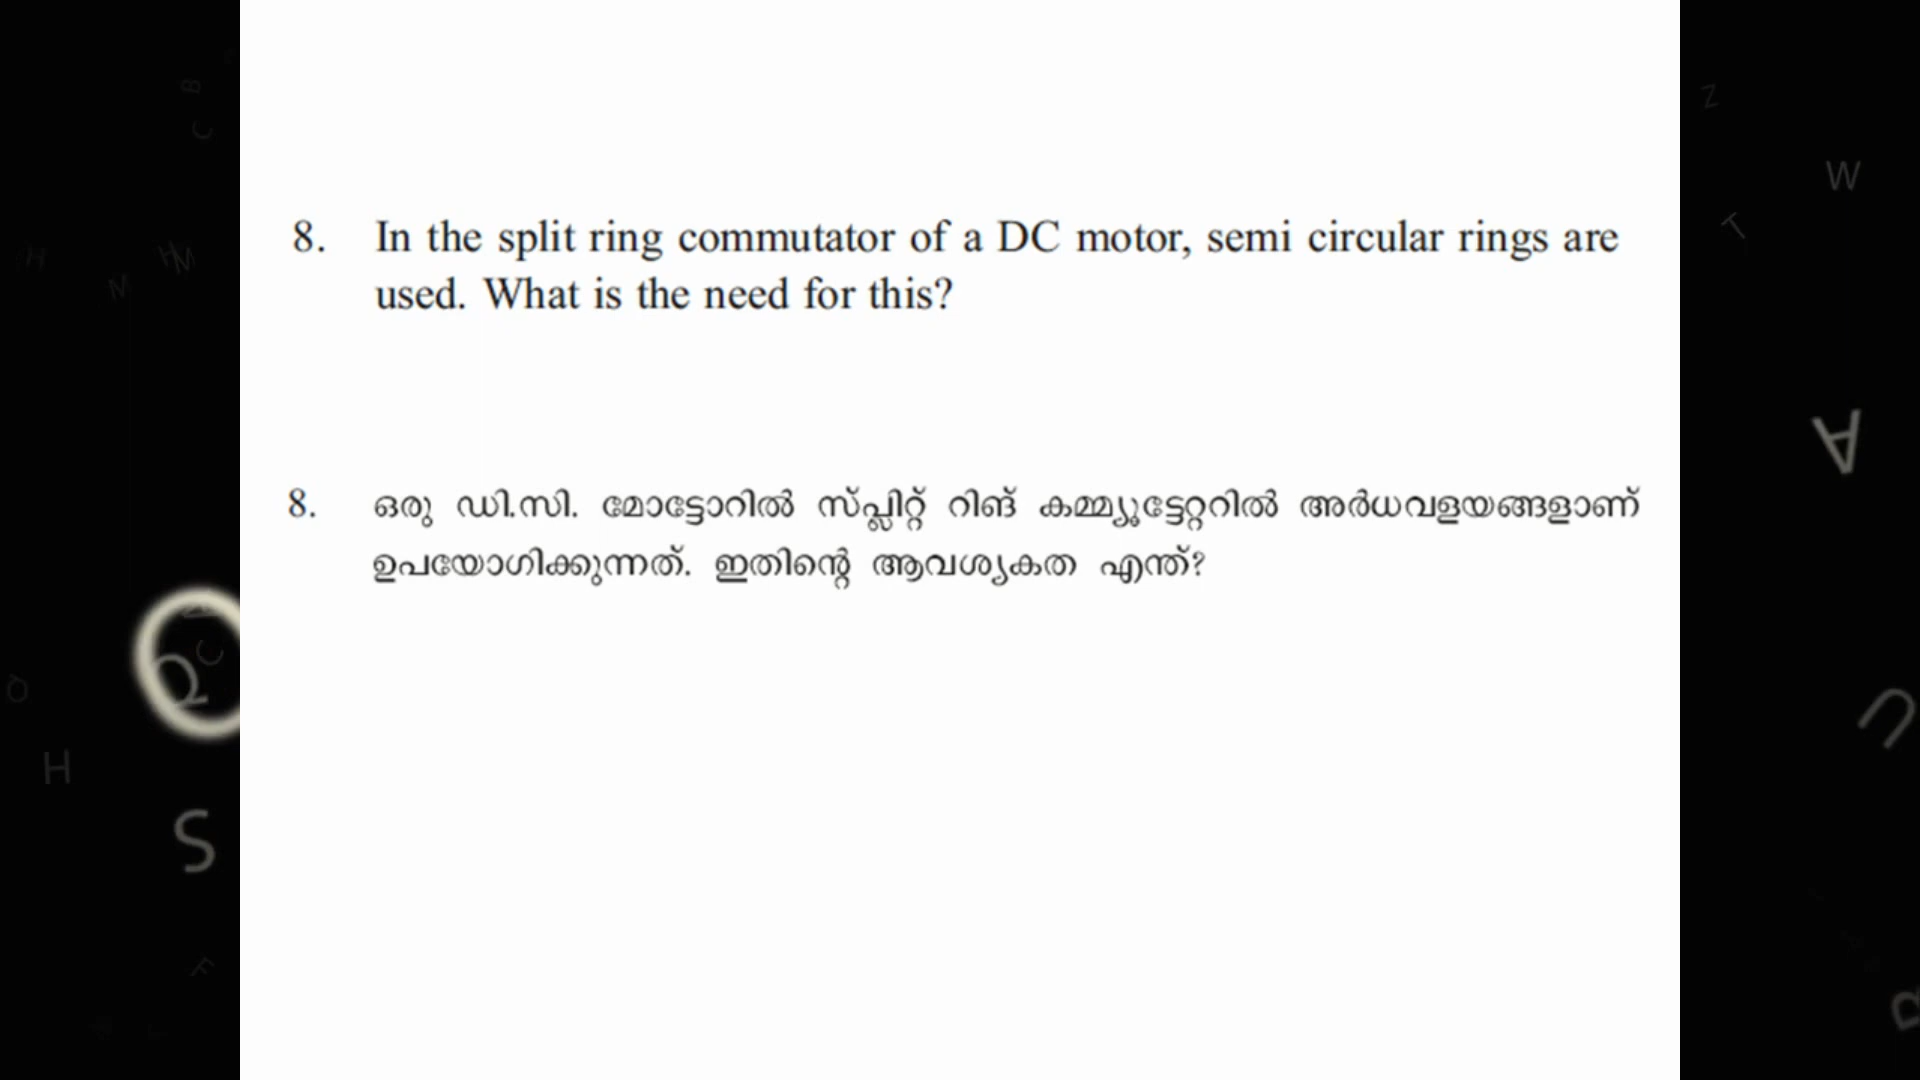 8. In the split ring commutator of a DC motor, semi circular rings are
used. What is the need for this?
8. ഒരു ഡി.സി. മോട്ടോറിൽ സ്പ്ലിറ്റ് റിങ് കമ്മ്യൂട്ടേറ്ററിൽ അർധവളയങ്ങളാണ്
ഉപയോഗിക്കുന്നത്. ഇതിന്റെ ആവശ്യകത എന്ത്?